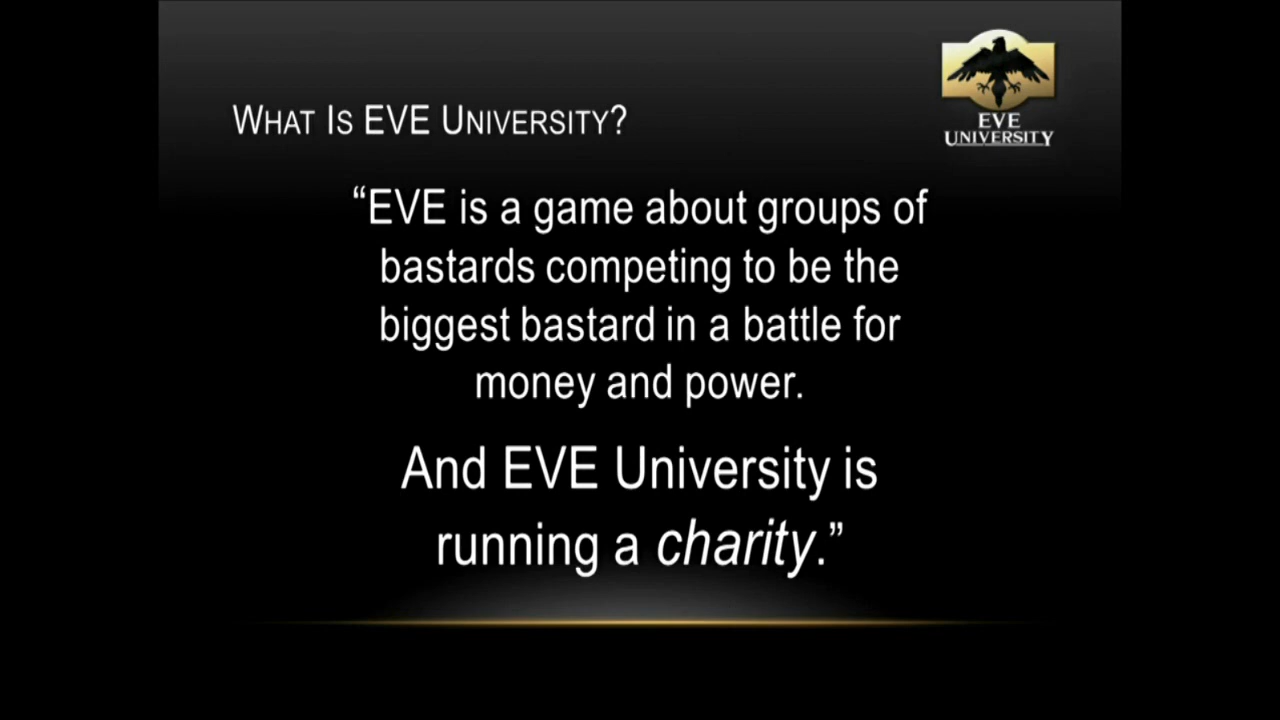 WHAT IS EVE UNIVERSITY?
EVE
UNIVERSITY
“EVE is a game about groups of
bastards competing to be the
biggest bastard in a battle for
money and power.
And EVE University is
running a charity.”